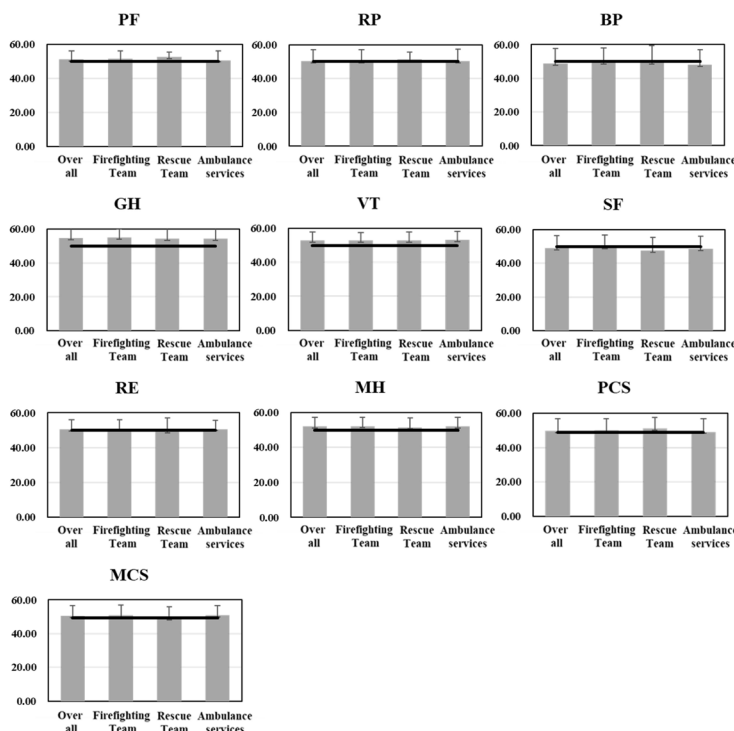 PF RP BP
60.00 60.00 60.00
40.00 40.00 40.00
20.00 20.00 20.00
0.00 0.00 0.00
Over Firefighting Rescue Ambulance Over Firefighting Rescue Ambulance Over Firefighting Rescue Ambulance
all Team Team services all Team Team services all Team Team services
GH VT SF
60.00 60.00 60.00
40.00 40.00 40.00
20.00 20.00 20.00
0.00 0.00 0.00
Over Firefighting Rescue Ambulance Over Firefighting Rescue Ambulance Over Firefighting Rescue Ambulance
all Team Team services all Team Team services all Team Team services
RE MH PCS
60.00 60.00 60.00
40.00 40.00 40.00
20.00 20.00 20.00
0.00 0.00 0.00
Over Firefighting Rescue Ambulance Over Firefighting Rescue Ambulance Over Firefighting Rescue Ambulance
all Team Team services all Team Team services all Team Team services
MCS
60.00
40.00
20.00
0.00
Over Firefighting Rescue Ambulance
all Team Team services